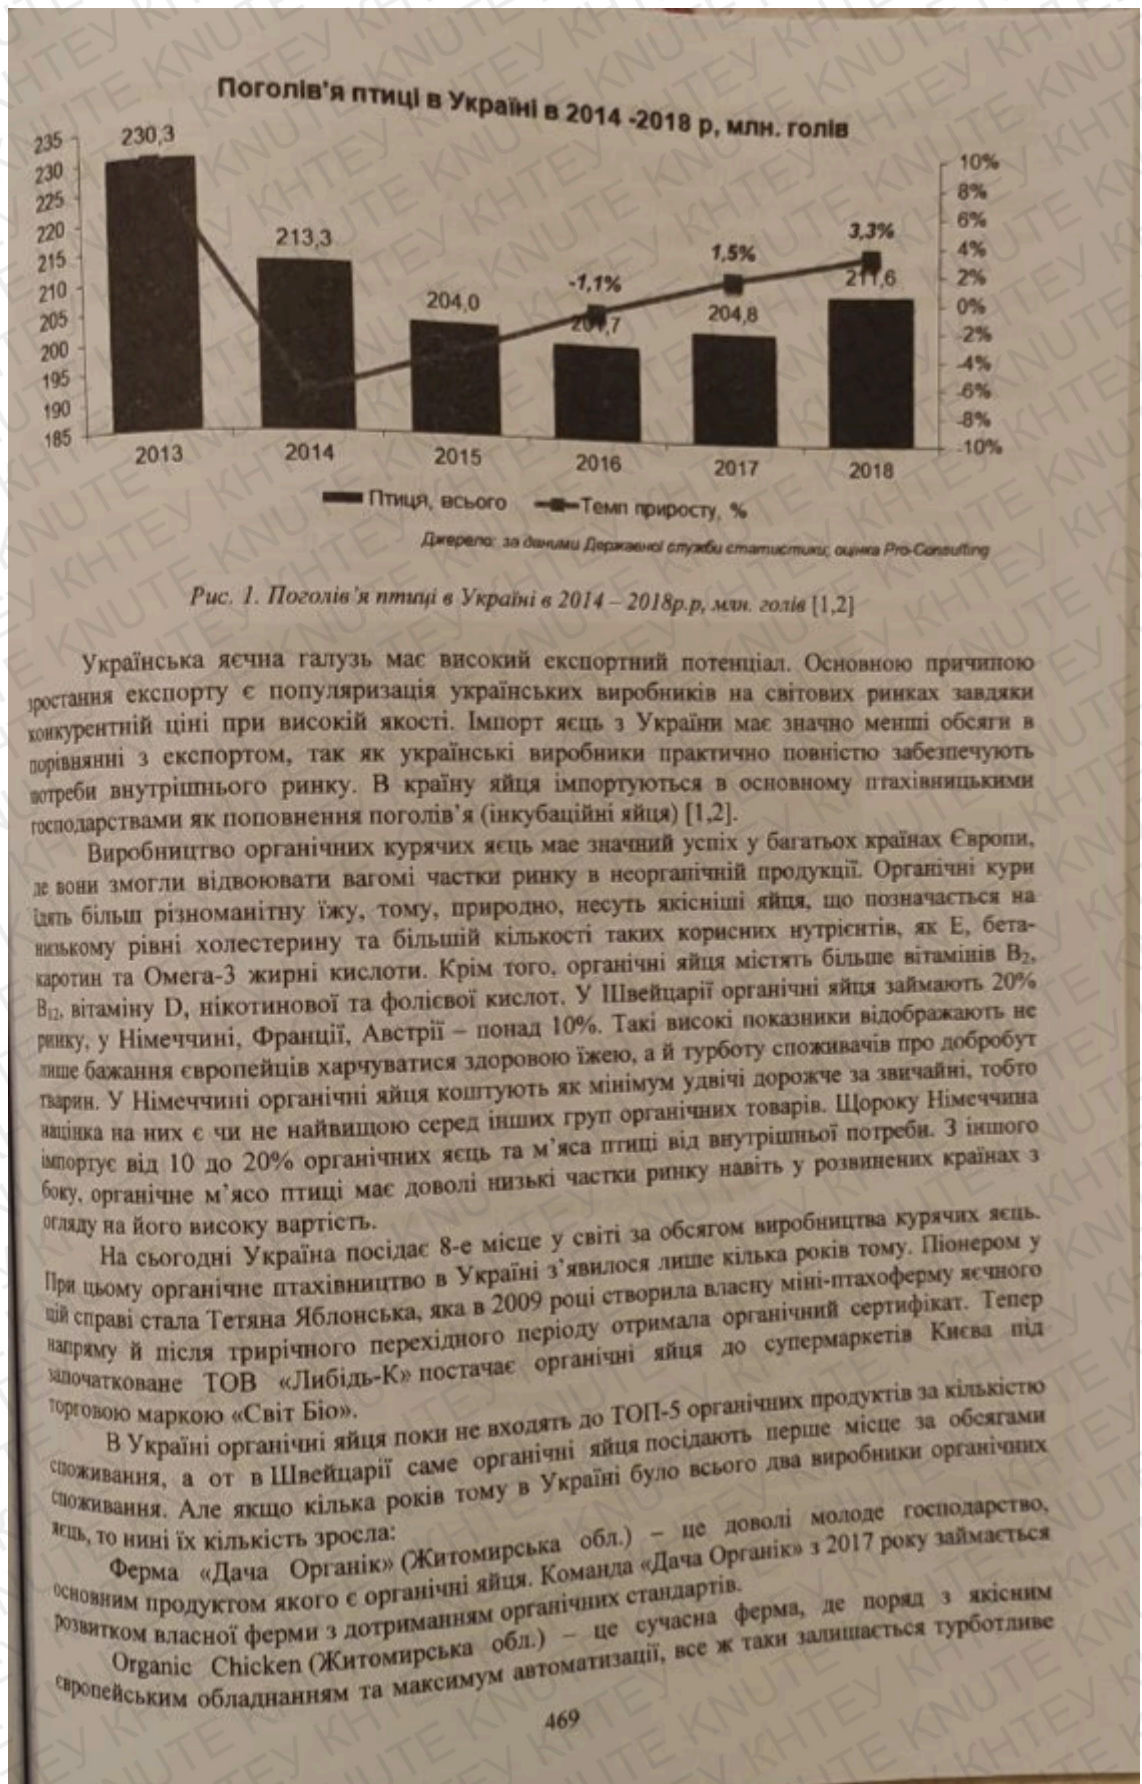 Поголів'я птиці в Україні в 2014 -2018 р, млн. голів
235
230
225
220
215
210
205
200
195
190
185
230,3
213,3
204,0
204,8
211,6
-1,1%
1,5%
3,3%
10%
8%
6%
4%
2%
0%
-2%
-4%
-6%
-8%
-10%
2013 2014 2015 2016 2017 2018
Птиця, всього Темп приросту, %
Джерело: за даними Державної служби статистики; оцінка Pro-Consulting
Рис. 1. Поголів'я птиці в Україні в 2014 – 2018р.р, млн. голів [1,2]
Українська яєчна галузь має високий експортний потенціал. Основною причиною
зростання експорту є популяризація українських виробників на світових ринках завдяки
конкурентній ціні при високій якості. Імпорт яєць з України має значно менші обсяги в
порівнянні з експортом, так як українські виробники практично повністю забезпечують
потреби внутрішнього ринку. В країну яйця імпортуються в основному птахівницькими
господарствами як поповнення поголів'я (інкубаційні яйця) [1,2].
Виробництво органічних курячих яєць має значний успіх у багатьох країнах Європи,
де вони змогли відвоювати вагомі частки ринку в неорганічній продукції. Органічні кури
їдять більш різноманітну їжу, тому, природно, несуть якісніші яйця, що позначається на
низькому рівні холестерину та більшій кількості таких корисних нутрієнтів, як Е, бета-
каротин та Омега-3 жирні кислоти. Крім того, органічні яйця містять більше вітамінів В₂,
В₁₂, вітаміну D, нікотинової та фолієвої кислот. У Швейцарії органічні яйця займають 20%
ринку, у Німеччині, Франції, Австрії – понад 10%. Такі високі показники відображають не
лише бажання європейців харчуватися здоровою їжею, а й турботу споживачів про добробут
тварин. У Німеччині органічні яйця коштують як мінімум удвічі дорожче за звичайні, тобто
націнка на них є чи не найвищою серед інших груп органічних товарів. Щороку Німеччина
імпортує від 10 до 20% органічних яєць та м'яса птиці від внутрішньої потреби. З іншого
боку, органічне м'ясо птиці має доволі низькі частки ринку навіть у розвинених країнах з
огляду на його високу вартість.
На сьогодні Україна посідає 8-е місце у світі за обсягом виробництва курячих яєць.
При цьому органічне птахівництво в Україні з'явилося лише кілька років тому. Піонером у
цій справі стала Тетяна Яблонська, яка в 2009 році створила власну міні-птахоферму яєчного
напряму й після трирічного перехідного періоду отримала органічний сертифікат. Тепер
започатковане ТОВ «Либідь-К» постачає органічні яйця до супермаркетів Києва під
торговою маркою «Світ Біо».
В Україні органічні яйця поки не входять до ТОП-5 органічних продуктів за кількістю
споживання, а от в Швейцарії саме органічні яйця посідають перше місце за обсягами
споживання. Але якщо кілька років тому в Україні було всього два виробники органічних
яєць, то нині їх кількість зросла:
Ферма «Дача Органік» (Житомирська обл.) – це доволі молоде господарство,
основним продуктом якого є органічні яйця. Команда «Дача Органік» з 2017 року займається
розвитком власної ферми з дотриманням органічних стандартів.
Organic Chicken (Житомирська обл.) – це сучасна ферма, де поряд з якісним
європейським обладнанням та максимум автоматизації, все ж таки залишається турботливе
469
KNUTE КНТЕУ